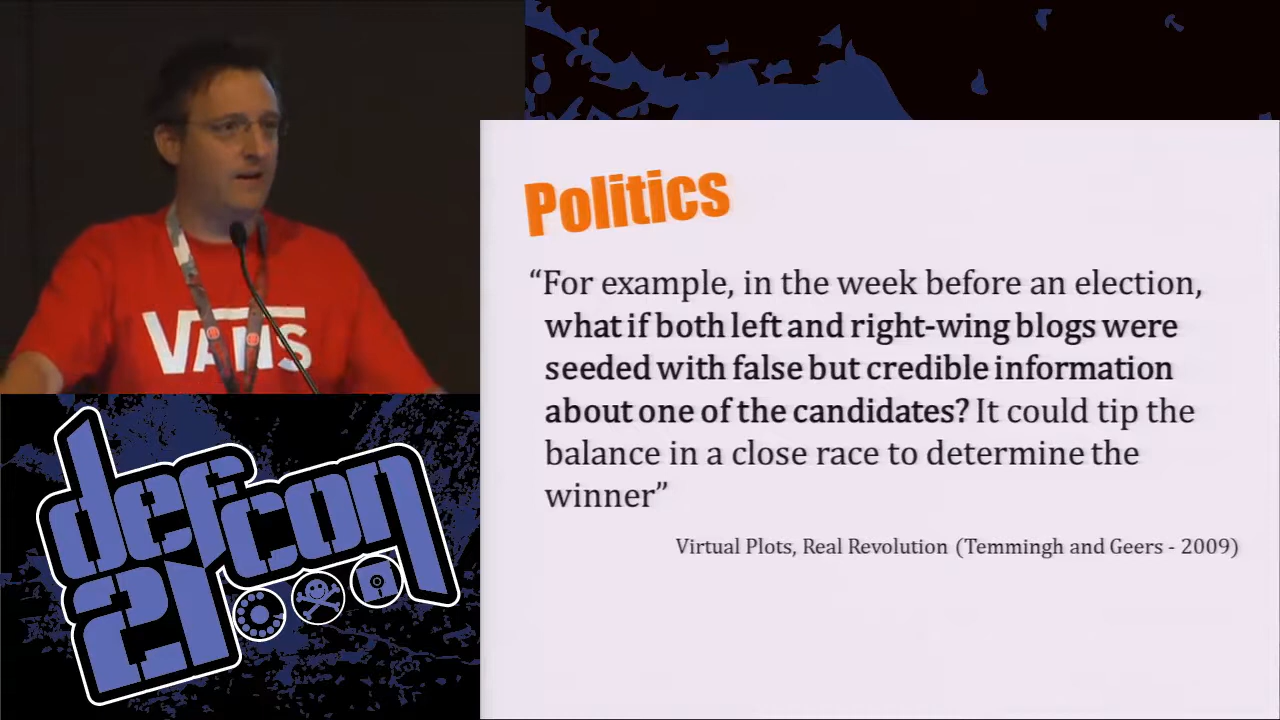 VANS
Politics
“For example, in the week before an election,
what if both left and right-wing blogs were
seeded with false but credible information
about one of the candidates? It could tip the
balance in a close race to determine the
winner”
Virtual Plots, Real Revolution (Temmingh and Geers - 2009)
defcon
21